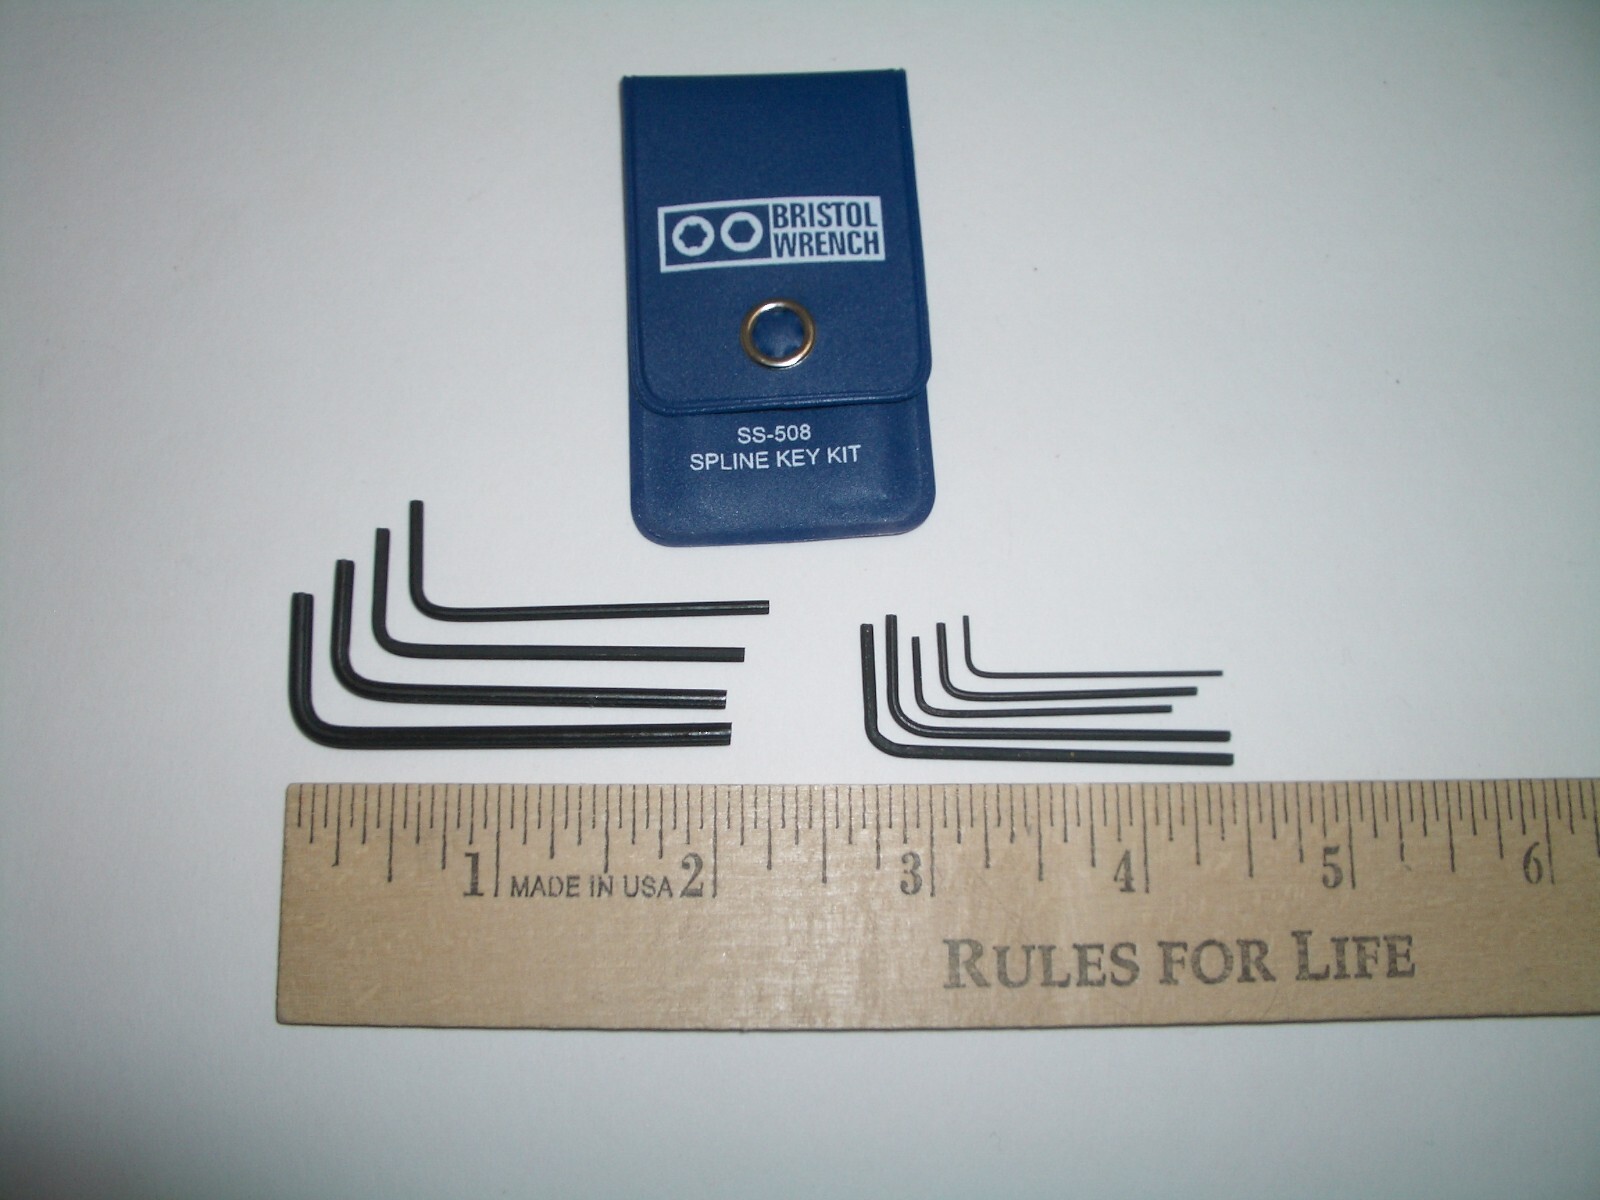 BRISTOL
WRENCH
SS-508
SPLINE KEY KIT
1 MADE IN USA 2 3 4 5 6
RULES FOR LIFE